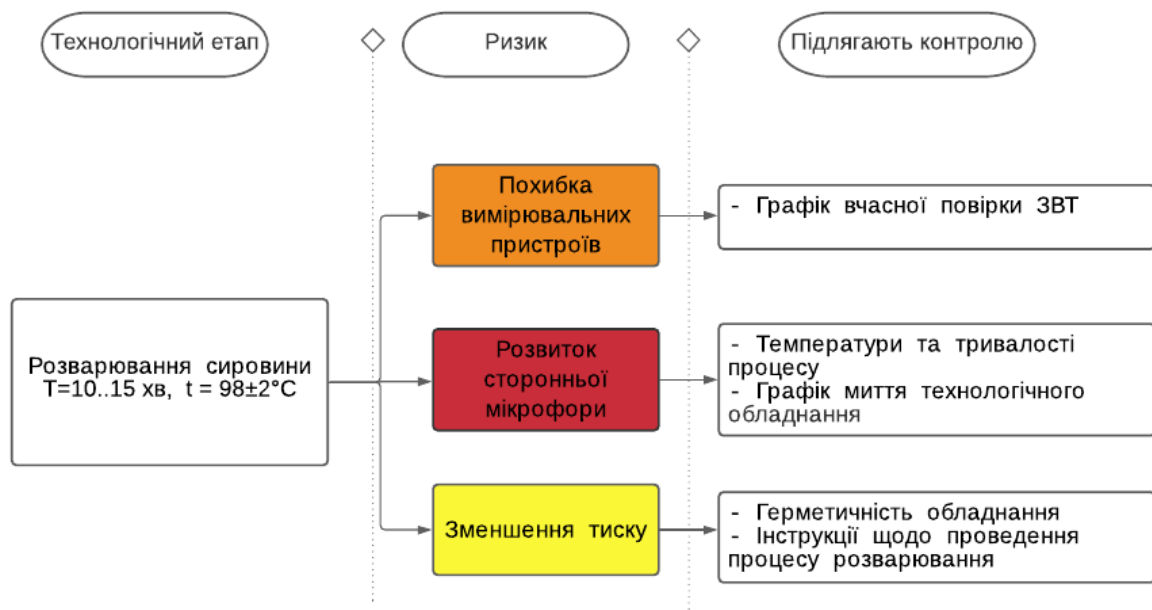 Технологічний етап
Ризик
Підлягають контролю
Похибка
вимірювальних
пристроїв
- Графік вчасної повірки ЗВТ
Розварювання сировини
Т=10..15 хв, t = 98±2°C
Розвиток
сторонньої
мікрофори
- Температури та тривалості
процесу
- Графік миття технологічного
обладнання
Зменшення тиску
- Герметичність обладнання
- Інструкції щодо проведення
процесу розварювання